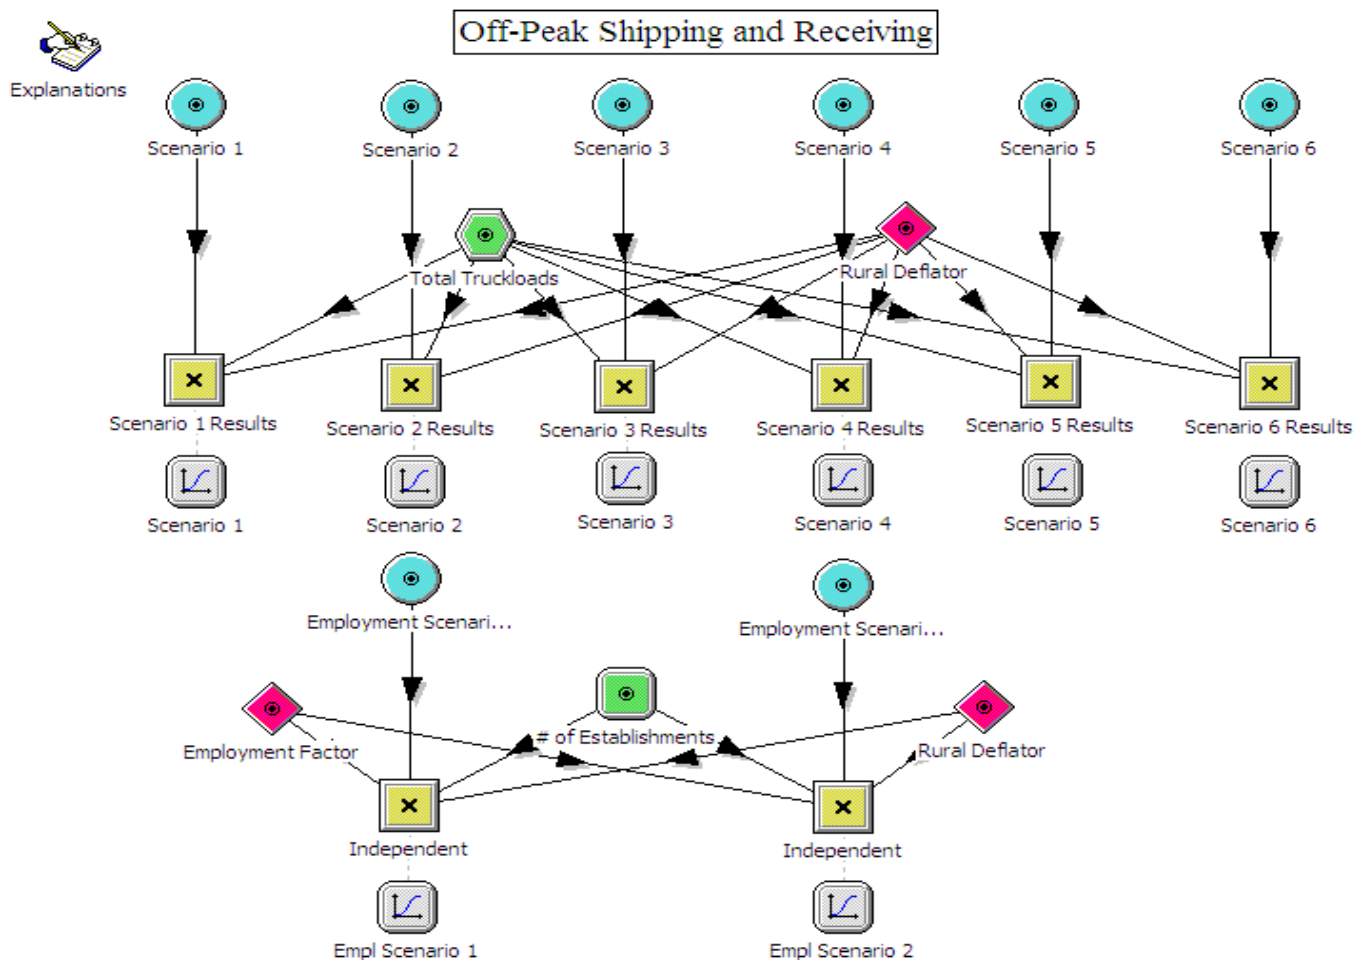 Off-Peak Shipping and Receiving
Explanations
Scenario 1
Scenario 2
Scenario 3
Scenario 4
Scenario 5
Scenario 6
Total Truckloads
Rural Deflator
Scenario 1 Results
Scenario 2 Results
Scenario 3 Results
Scenario 4 Results
Scenario 5 Results
Scenario 6 Results
Scenario 1
Scenario 2
Scenario 3
Scenario 4
Scenario 5
Scenario 6
Employment Scenari...
Employment Scenari...
Employment Factor
# of Establishments
Rural Deflator
Independent
Independent
Empl Scenario 1
Empl Scenario 2